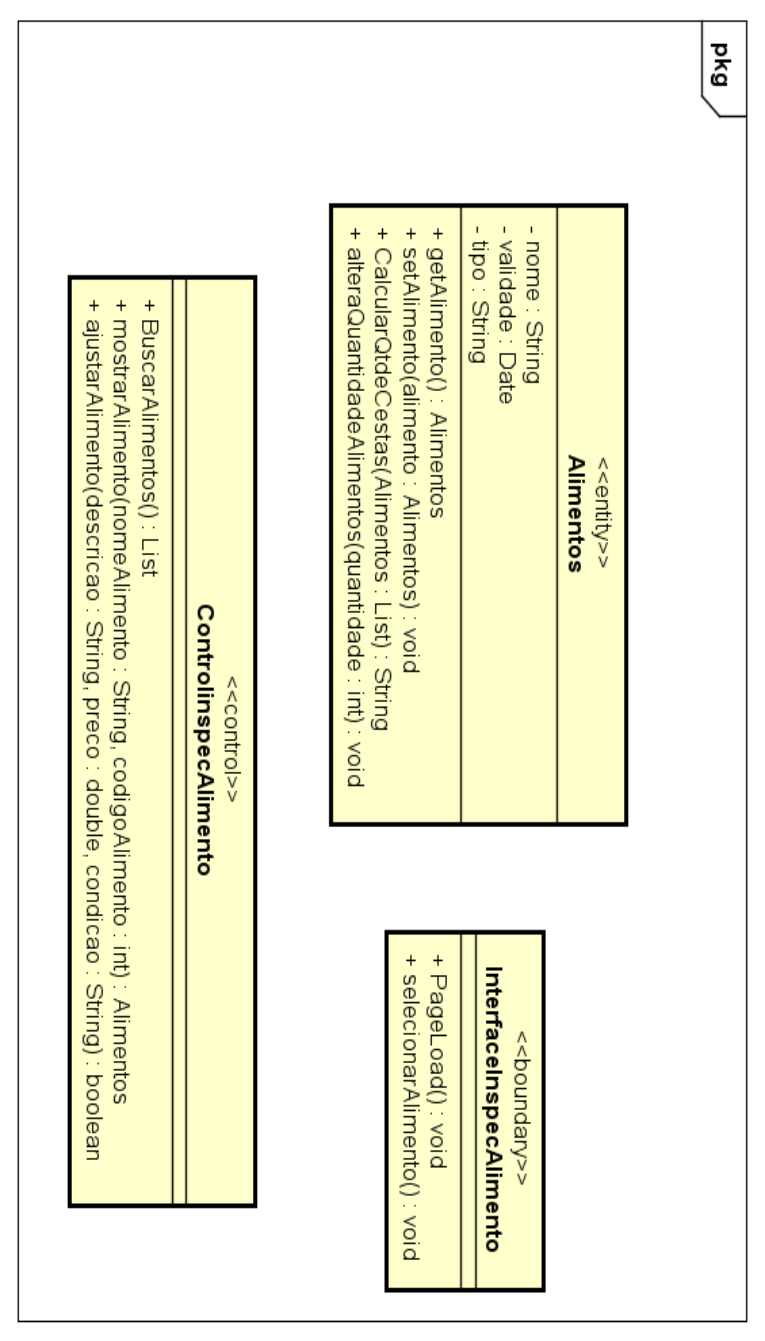 pkg
<<entity>>
Alimentos
- nome : String
- validade : Date
- tipo : String
+ getAlimento() : Alimentos
+ setAlimento(alimento : Alimentos) : void
+ CalcularQtdeCestas(Alimentos : List) : String
+ alteraQuantidadeAlimentos(quantidade : int) : void
<<boundary>>
InterfaceInspecAlimento
+ PageLoad() : void
+ selecionarAlimento() : void
<<control>>
ControlinspecAlimento
+ BuscarAlimentos() : List
+ mostrarAlimento(nomeAlimento : String, codigoAlimento : int) : Alimentos
+ ajustarAlimento(descricao : String, preco : double, condicao : String) : boolean